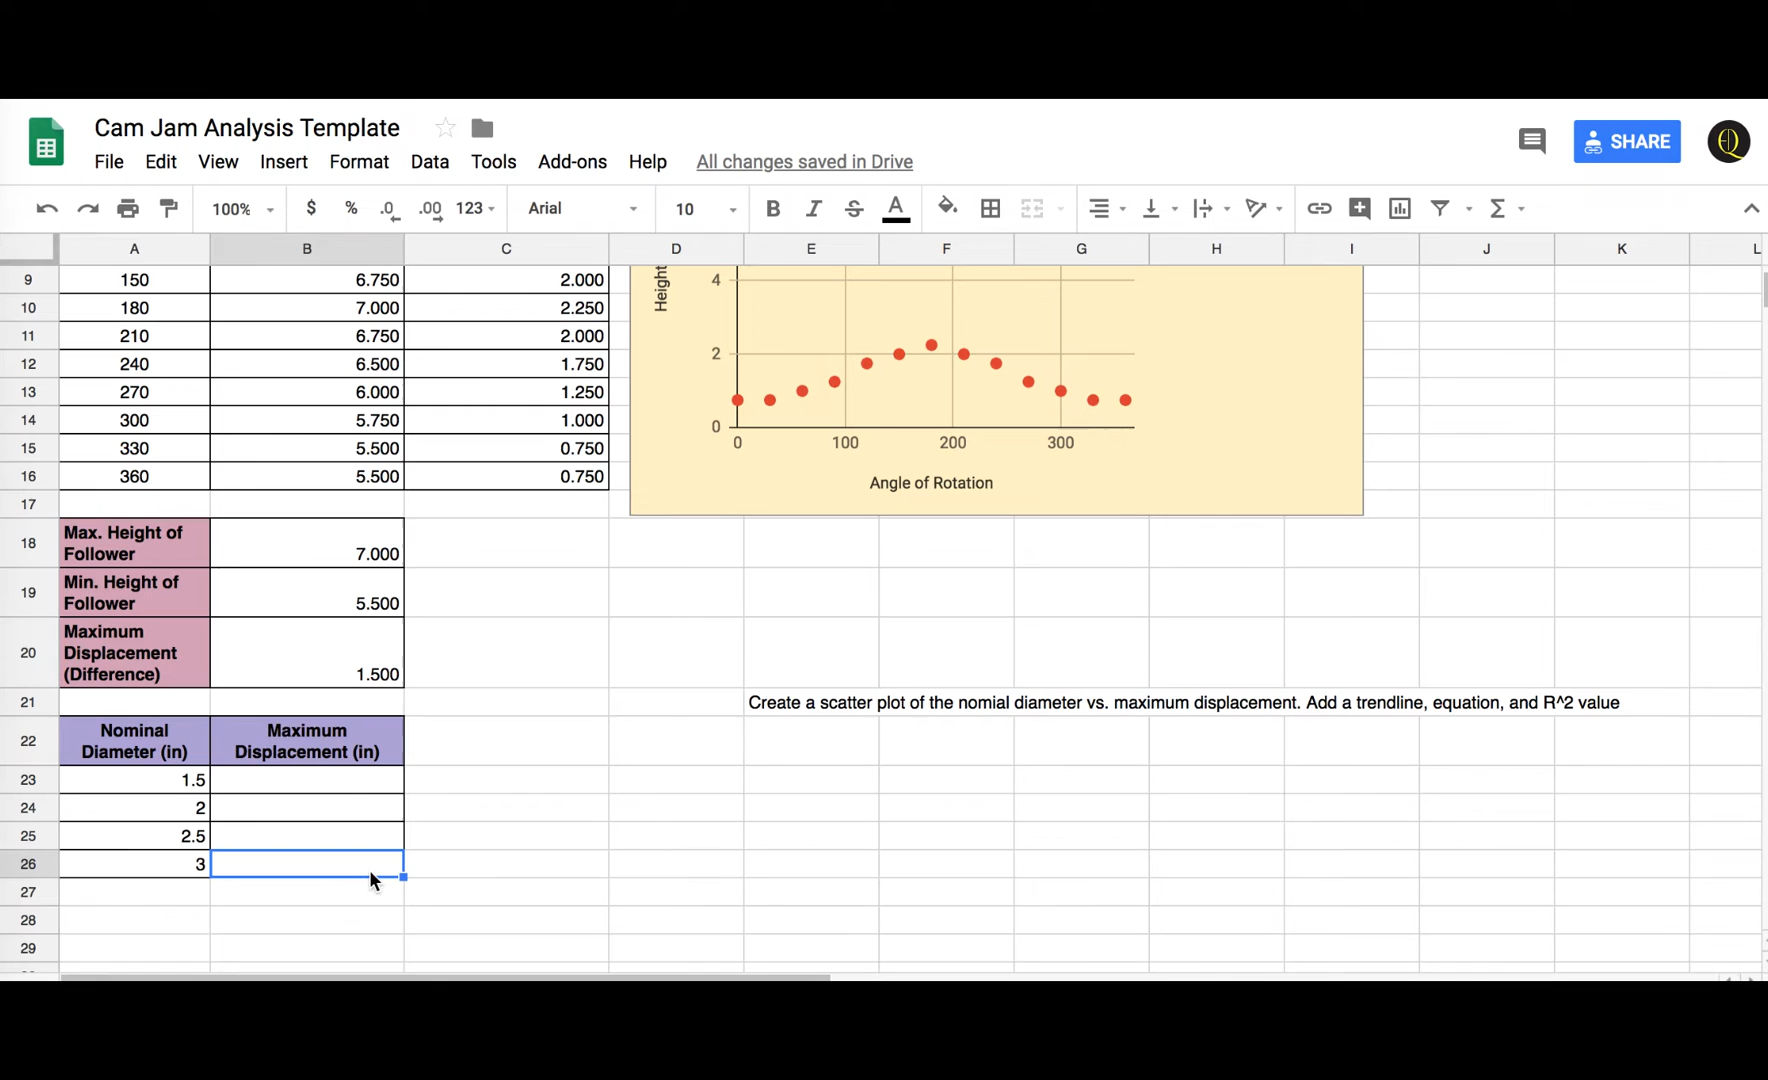 Cam Jam Analysis Template
File Edit View Insert Format Data Tools Add-ons Help All changes saved in Drive
SHARE
100% $ % .0 .00 123 Arial 10 B I S A Σ
A B C D E F G H I J K L
9 150 6.750 2.000
10 180 7.000 2.250
11 210 6.750 2.000
12 240 6.500 1.750
13 270 6.000 1.250
14 300 5.750 1.000
15 330 5.500 0.750
16 360 5.500 0.750
17
Height
4
2
0
0 100 200 300
Angle of Rotation
18 Max. Height of
Follower 7.000
19 Min. Height of
Follower 5.500
20 Maximum
Displacement
(Difference) 1.500
21 Create a scatter plot of the nomial diameter vs. maximum displacement. Add a trendline, equation, and R^2 value
22 Nominal
Diameter (in)
Maximum
Displacement (in)
23 1.5
24 2
25 2.5
26 3
27
28
29